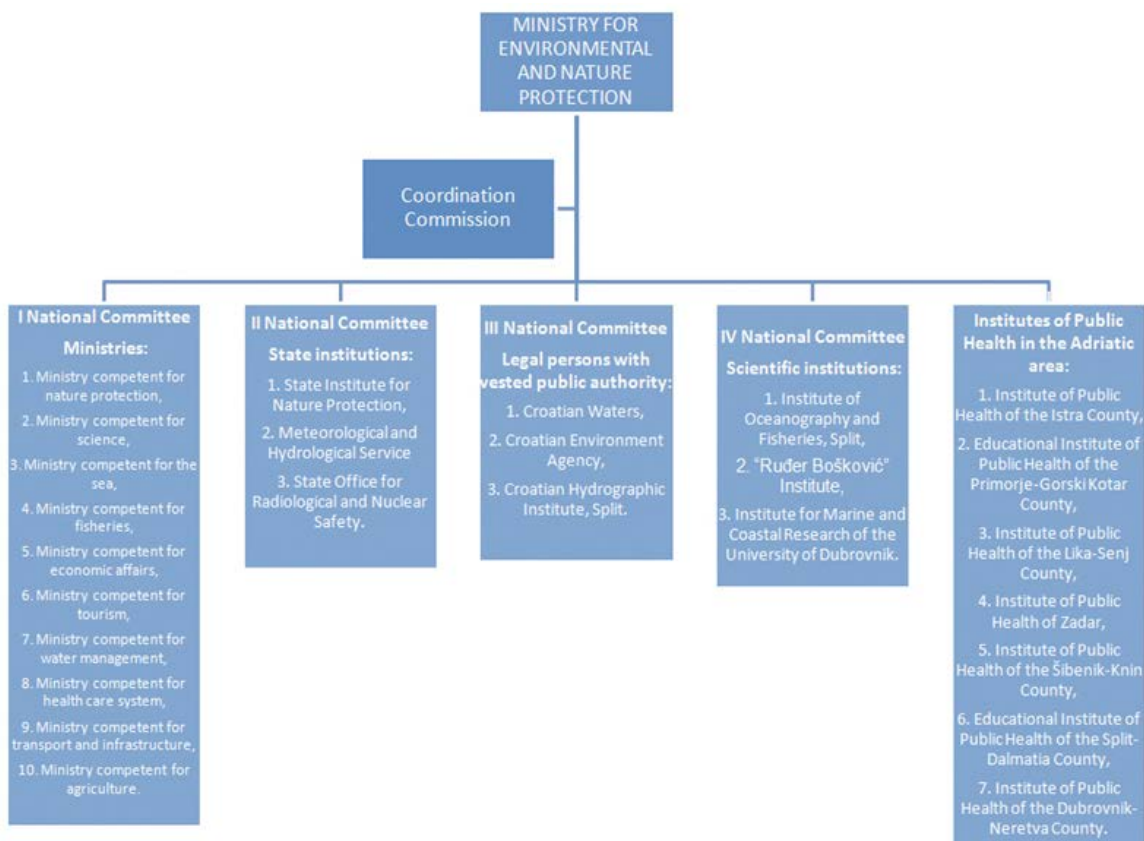 MINISTRY FOR
ENVIRONMENTAL
AND NATURE
PROTECTION
Coordination
Commission
I National Committee
Ministries:
1. Ministry competent for
nature protection,
2. Ministry competent for
science,
3. Ministry competent for the
sea,
4. Ministry competent for
fisheries,
5. Ministry competent for
economic affairs,
6. Ministry competent for
tourism,
7. Ministry competent for
water management,
8. Ministry competent for
health care system,
9. Ministry competent for
transport and infrastructure,
10. Ministry competent for
agriculture.
II National Committee
State institutions:
1. State Institute for
Nature Protection,
2. Meteorological and
Hydrological Service
3. State Office for
Radiological and Nuclear
Safety.
III National Committee
Legal persons with
vested public authority:
1. Croatian Waters,
2. Croatian Environment
Agency,
3. Croatian Hydrographic
Institute, Split.
IV National Committee
Scientific institutions:
1. Institute of
Oceanography and
Fisheries, Split,
2. "Ruđer Bošković"
Institute,
3. Institute for Marine and
Coastal Research of the
University of Dubrovnik.
Institutes of Public
Health in the Adriatic
area:
1. Institute of Public
Health of the Istra County,
2. Educational Institute of
Public Health of the
Primorje-Gorski Kotar
County,
3. Institute of Public
Health of the Lika-Senj
County,
4. Institute of Public
Health of Zadar,
5. Institute of Public
Health of the Šibenik-Knin
County,
6. Educational Institute of
Public Health of the Split-
Dalmatia County,
7. Institute of Public
Health of the Dubrovnik-
Neretva County.